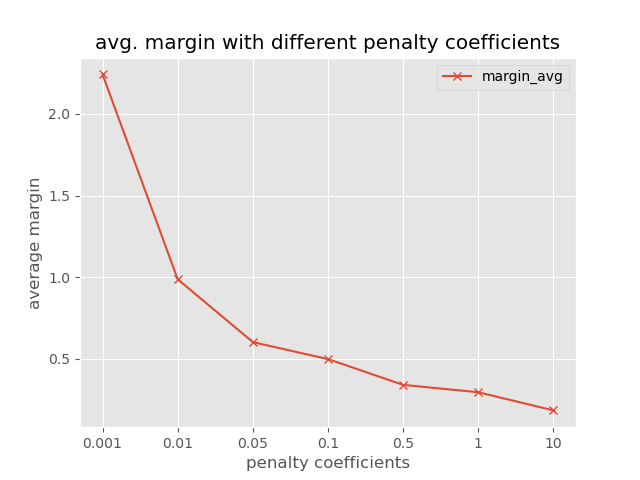 avg. margin with different penalty coefficients
margin_avg
average margin
2.0
1.5
1.0
0.5
0.001 0.01 0.05 0.1 0.5 1 10
penalty coefficients